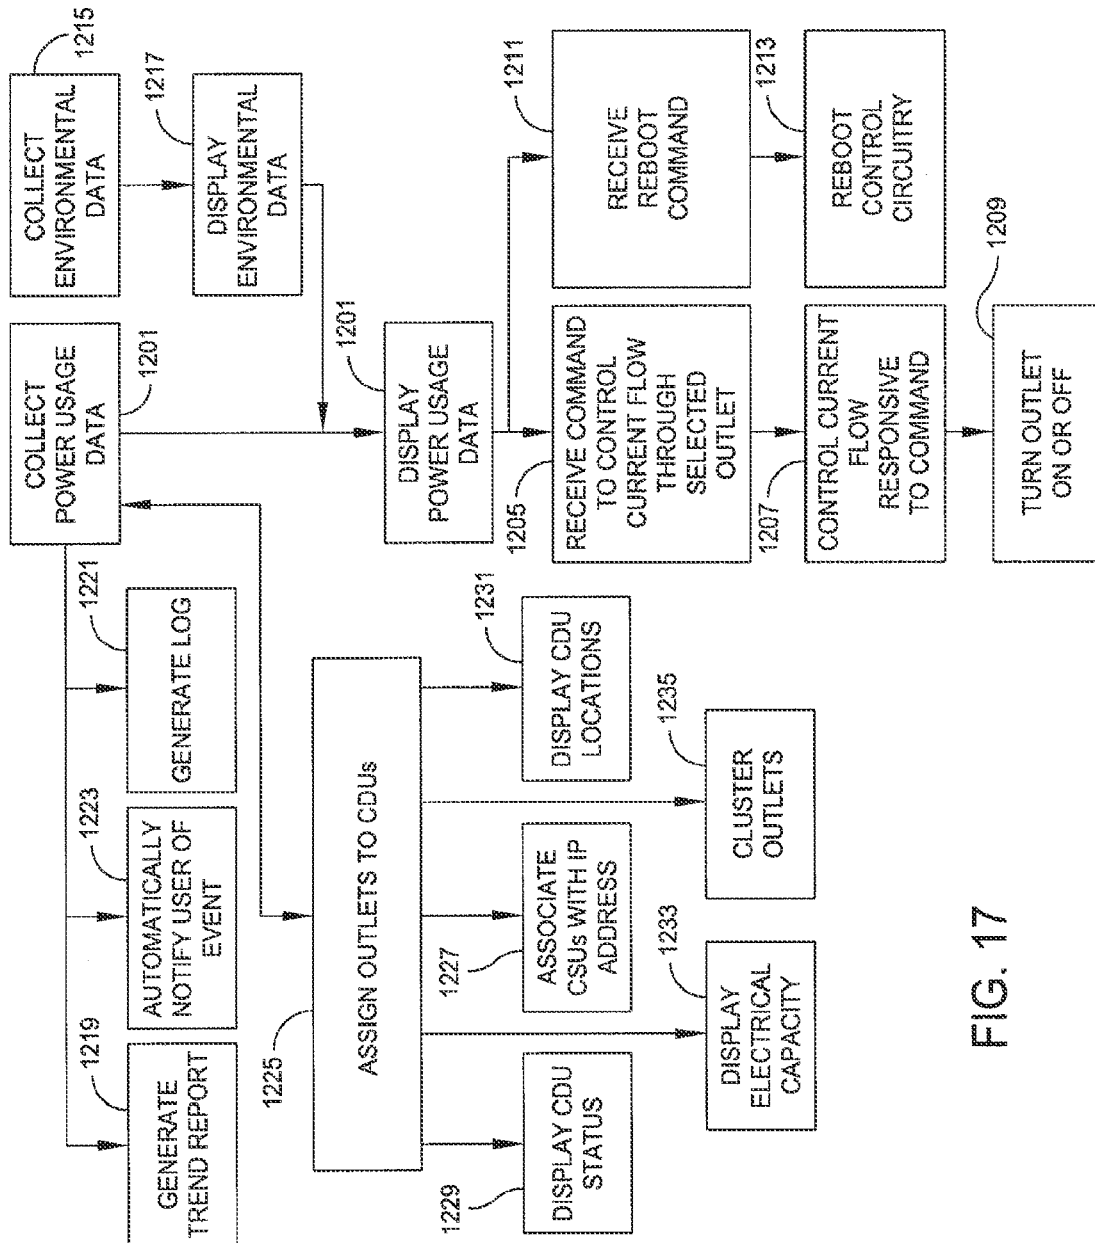 GENERATE
TREND REPORT
1219
AUTOMATICALLY
NOTIFY USER OF
EVENT
1223
GENERATE LOG
1221
COLLECT
POWER USAGE
DATA
1201
COLLECT
ENVIRONMENTAL
DATA
1215
DISPLAY
ENVIRONMENTAL
DATA
1217
ASSIGN OUTLETS TO CDUs
1225
DISPLAY
POWER USAGE
DATA
1201
DISPLAY CDU
STATUS
1229
ASSOCIATE
CSUs WITH IP
ADDRESS
1227
DISPLAY CDU
LOCATIONS
1231
RECEIVE COMMAND
TO CONTROL
CURRENT FLOW
THROUGH
SELECTED
OUTLET
1205
RECEIVE
REBOOT
COMMAND
1211
DISPLAY
ELECTRICAL
CAPACITY
1233
CLUSTER
OUTLETS
1235
CONTROL CURRENT
FLOW
RESPONSIVE
TO COMMAND
1207
REBOOT
CONTROL
CIRCUITRY
1213
TURN OUTLET
ON OR OFF
1209
FIG. 17